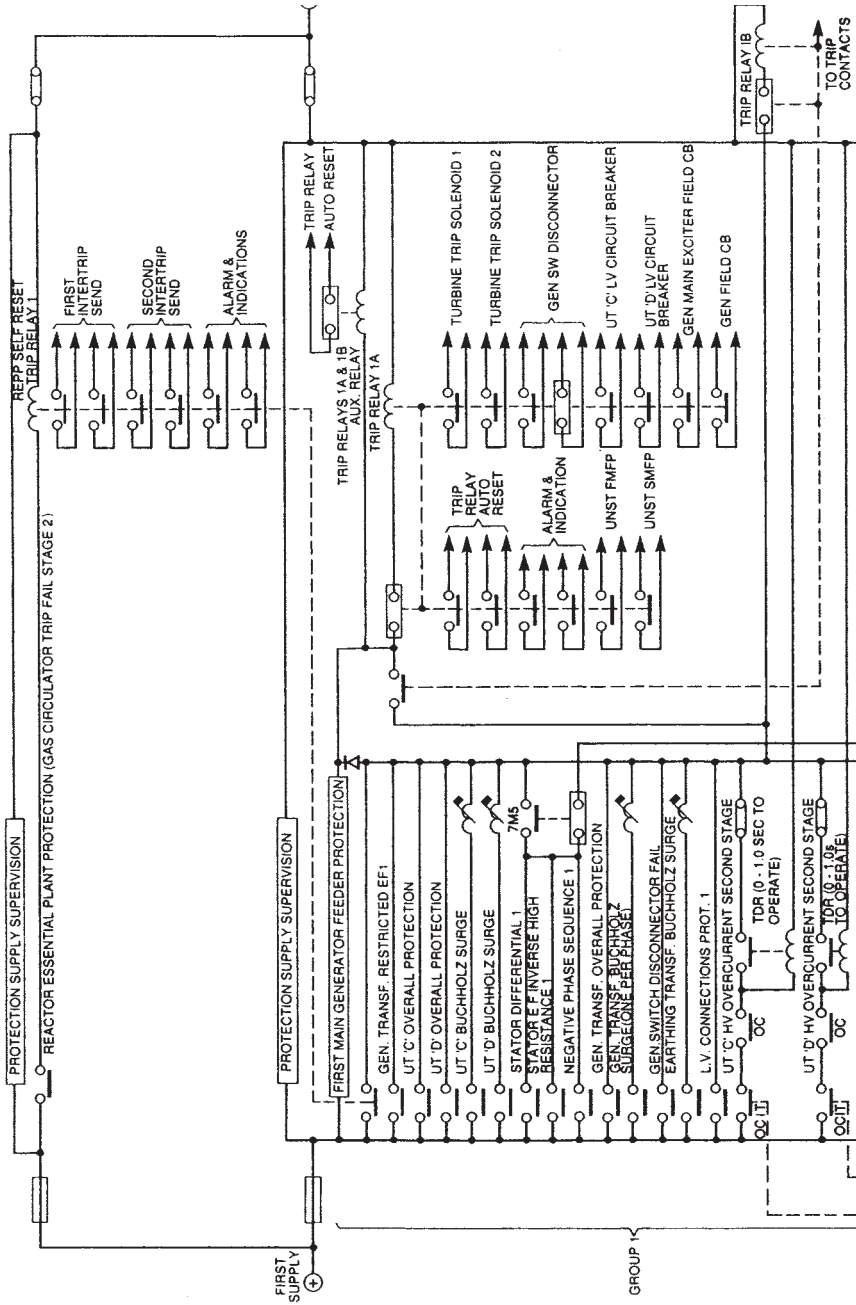 PROTECTION SUPPLY SUPERVISION
REACTOR ESSENTIAL PLANT PROTECTION (GAS CIRCULATOR TRIP FAIL STAGE 2)
REPP SELF RESET
TRIP RELAY 1
FIRST
INTERTRIP
SEND
SECOND
INTERTRIP
SEND
ALARM &
INDICATIONS
FIRST
SUPPLY
+
PROTECTION SUPPLY SUPERVISION
TRIP RELAY
AUTO RESET
TRIP RELAYS 1A & 1B
AUX. RELAY
TRIP RELAY 1A
FIRST MAIN GENERATOR FEEDER PROTECTION
GEN. TRANSF. RESTRICTED EF1
UT 'C' OVERALL PROTECTION
UT 'D' OVERALL PROTECTION
UT 'C' BUCHHOLZ SURGE
UT 'D' BUCHHOLZ SURGE
STATOR DIFFERENTIAL 1
7M5
STATOR E F INVERSE HIGH
RESISTANCE 1
NEGATIVE PHASE SEQUENCE 1
GEN. TRANSF. OVERALL PROTECTION
GEN. TRANSF. BUCHHOLZ
SURGE(ONE PER PHASE)
GEN.SWITCH DISCONNECTOR FAIL
EARTHING TRANSF. BUCHHOLZ SURGE
L.V. CONNECTIONS PROT. 1
UT 'C' HV OVERCURRENT SECOND STAGE
TDR (0 - 1.0 SEC TO
OPERATE)
OC
OCIT
UT 'D' HV OVERCURRENT SECOND STAGE
TDR (0 - 1.0s
TO OPERATE)
OC
OCIT
GROUP 1
TRIP
RELAY
AUTO
RESET
ALARM &
INDICATION
UNST FMFP
UNST SMFP
TURBINE TRIP SOLENOID 1
TURBINE TRIP SOLENOID 2
GEN SW DISCONNECTOR
UT 'C' LV CIRCUIT BREAKER
UT 'D' LV CIRCUIT
BREAKER
GEN MAIN EXCITER FIELD CB
GEN FIELD CB
TRIP RELAY 1B
TO TRIP
CONTACTS